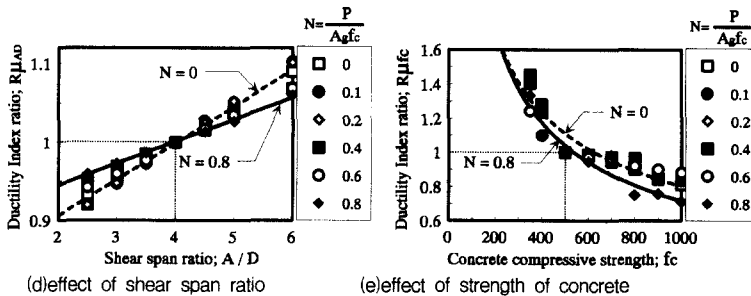 N= P
Agfc
Ductility Index ratio; RμAD
1.1
1
0.9
N = 0
N = 0.8
2 3 4 5 6
Shear span ratio; A / D
0
0.1
0.2
0.4
0.6
0.8
(d)effect of shear span ratio
N= P
Agfc
Ductility Index ratio; Rμfc
1.6
1.4
1.2
1
0.8
0.6
N = 0
N = 0.8
0 200 400 600 800 1000
Concrete compressive strength; fc
0
0.1
0.2
0.4
0.6
0.8
(e)effect of strength of concrete